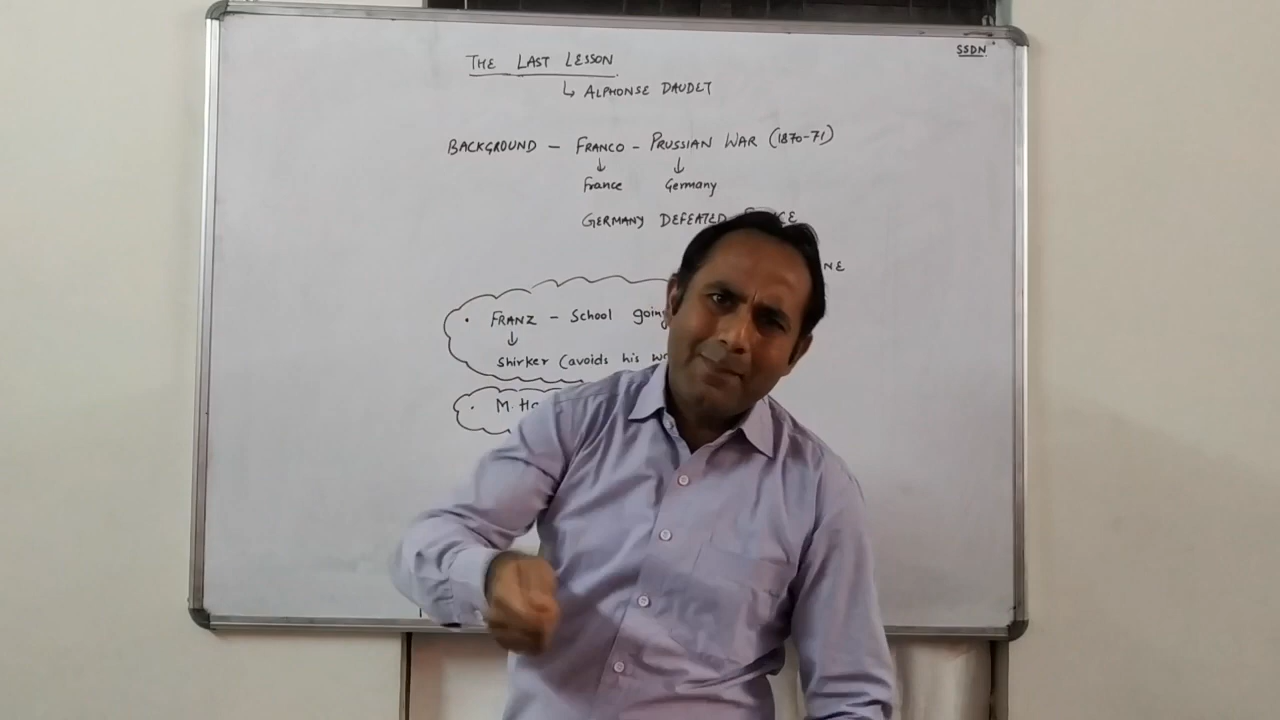 SSDN
THE LAST LESSON
↳ ALPHONSE DAUDET
BACKGROUND — FRANCO - PRUSSIAN WAR (1870-71)
↓ ↓
France Germany
GERMANY DEFEATED
• FRANZ - School going
↓
Shirker (avoids his
• M.